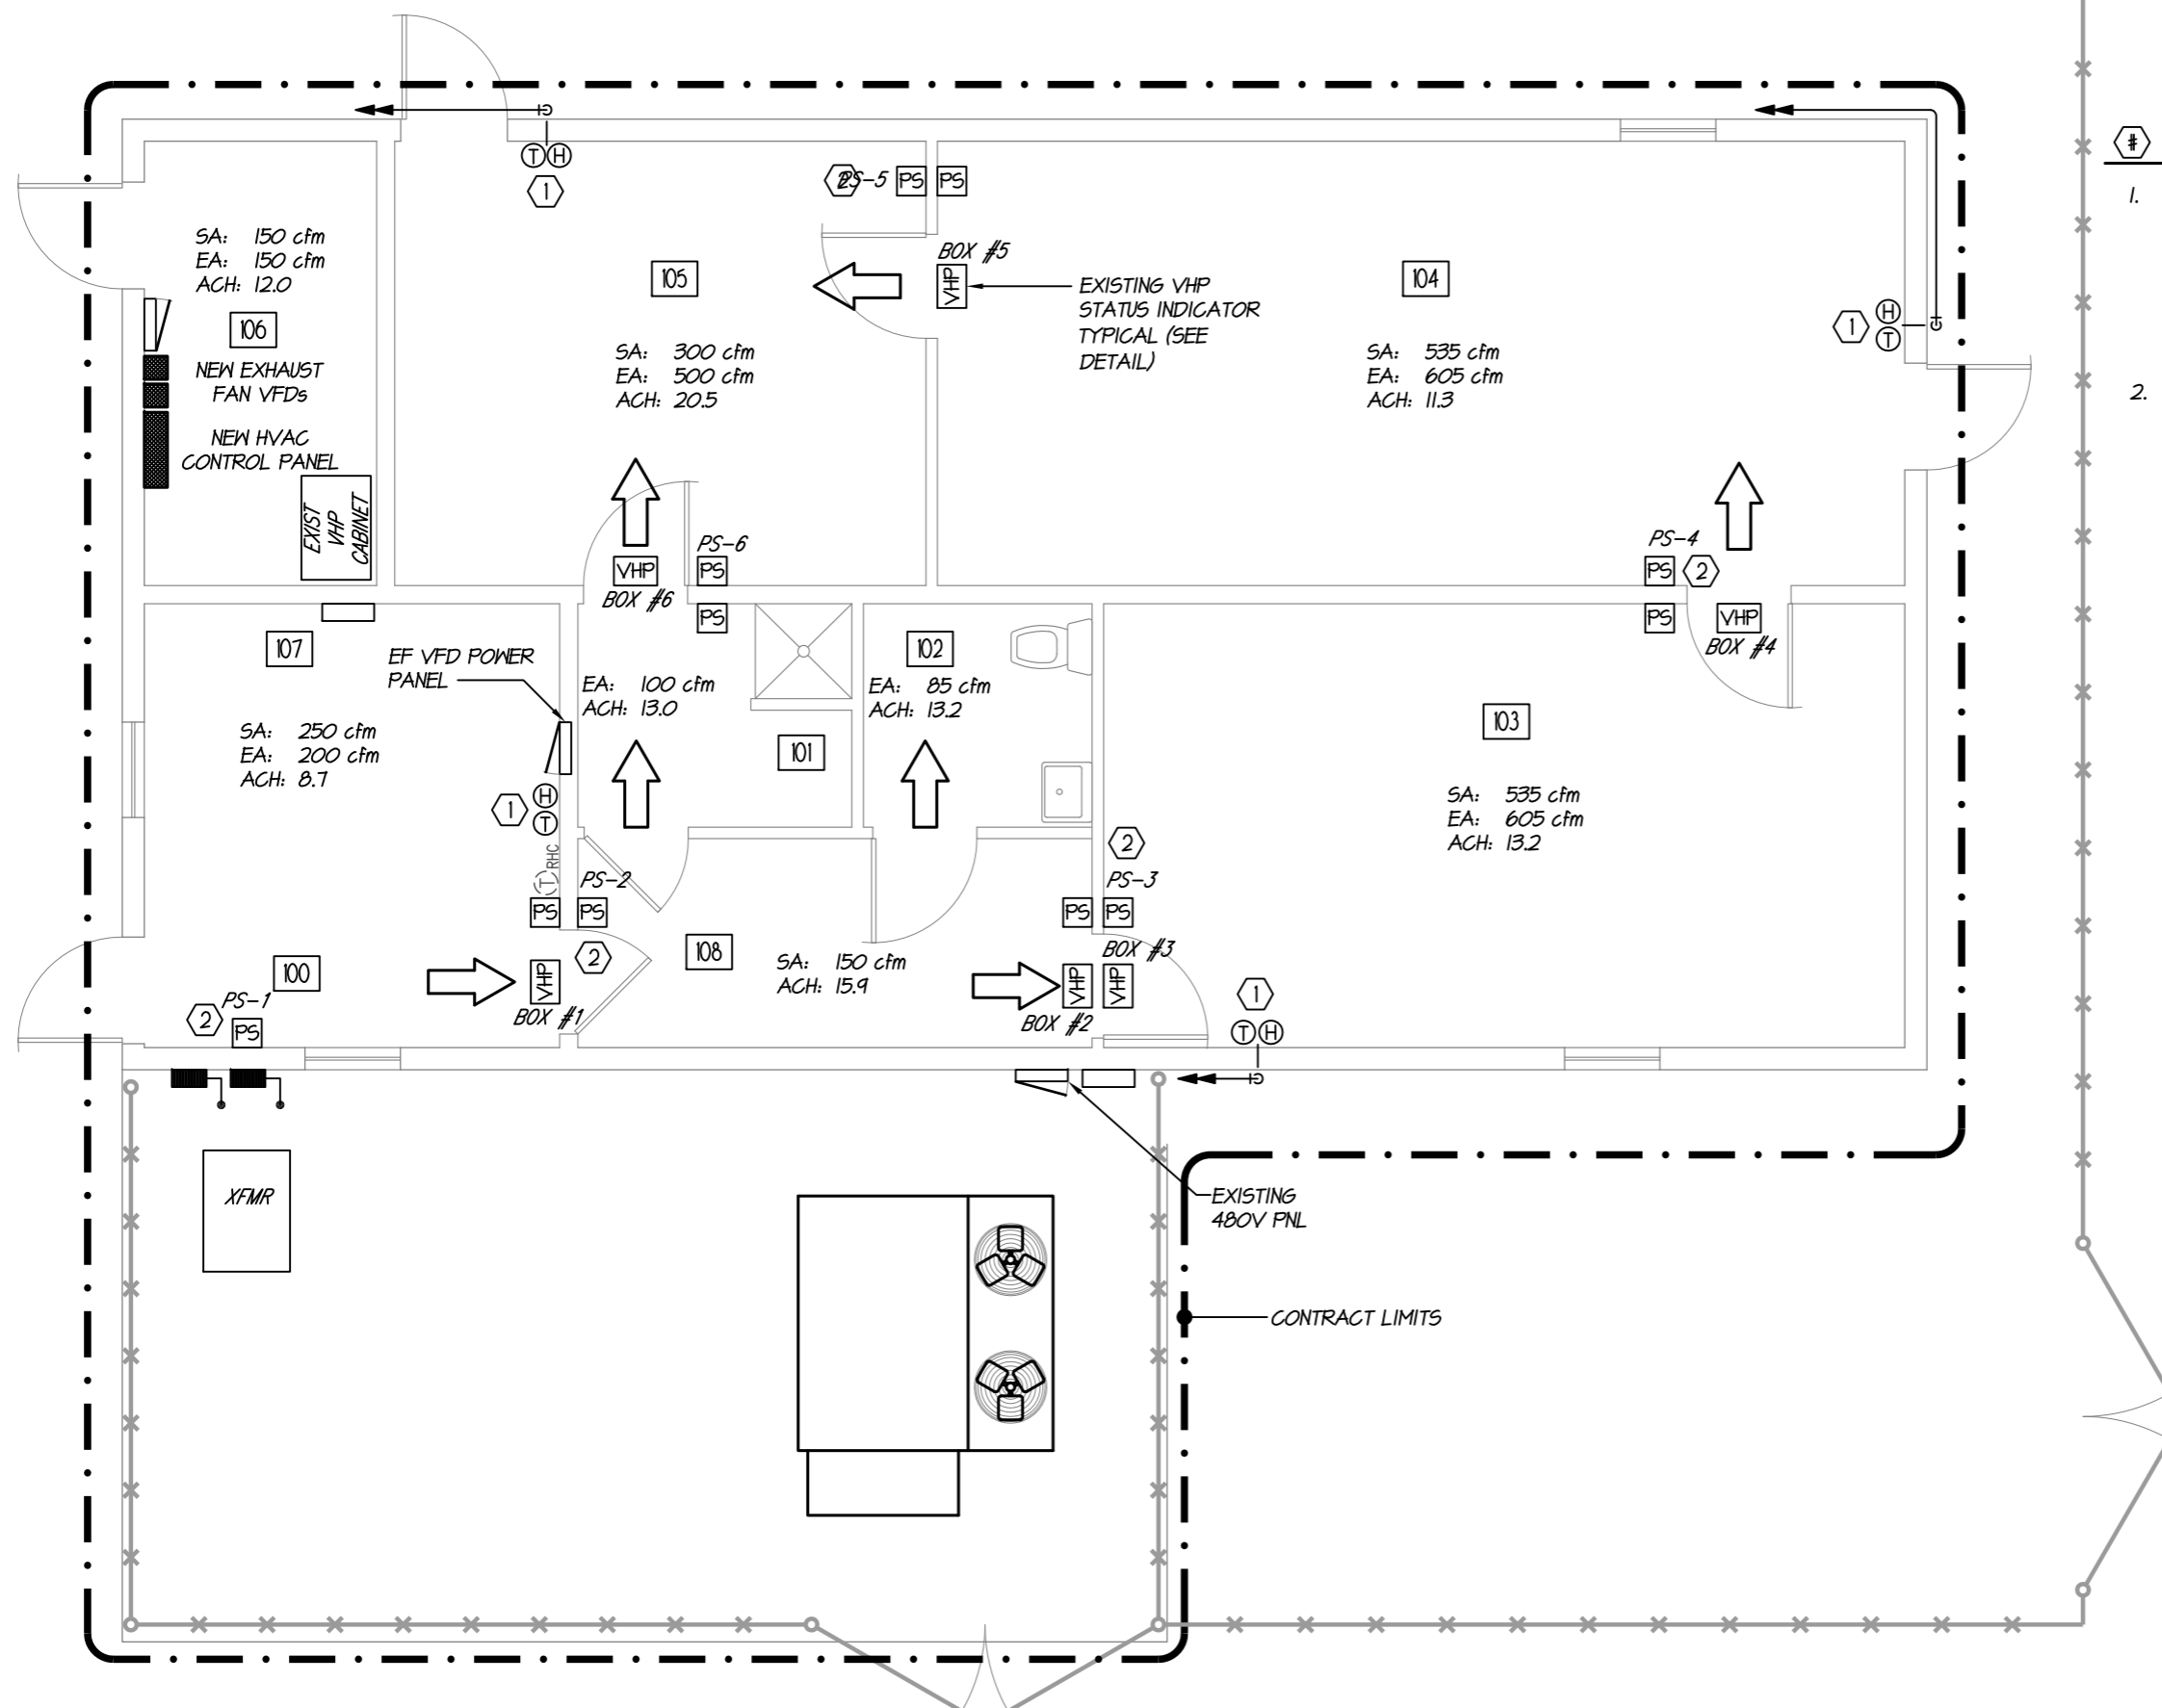 T H
1
2
PS-5
PS
PS
#
1.
2.
SA: 150 cfm
EA: 150 cfm
ACH: 12.0
106
NEW EXHAUST
FAN VFDs
NEW HVAC
CONTROL PANEL
EXIST
VHP
CABINET
105
SA: 300 cfm
EA: 500 cfm
ACH: 20.5
BOX #5
VHP
EXISTING VHP
STATUS INDICATOR
TYPICAL (SEE
DETAIL)
104
SA: 535 cfm
EA: 605 cfm
ACH: 11.3
1
H
T
PS-6
VHP
PS
BOX #6
PS
PS-4
PS
2
PS
VHP
BOX #4
107
EF VFD POWER
PANEL
SA: 250 cfm
EA: 200 cfm
ACH: 8.7
EA: 100 cfm
ACH: 13.0
101
102
EA: 85 cfm
ACH: 13.2
103
SA: 535 cfm
EA: 605 cfm
ACH: 13.2
1
H
T
T
RHC
PS-2
PS
PS
2
2
PS-3
PS
PS
100
PS-1
2
PS
VHP
BOX #1
108
SA: 150 cfm
ACH: 15.9
BOX #3
VHP
VHP
BOX #2
1
T H
XFMR
EXISTING
480V PNL
CONTRACT LIMITS